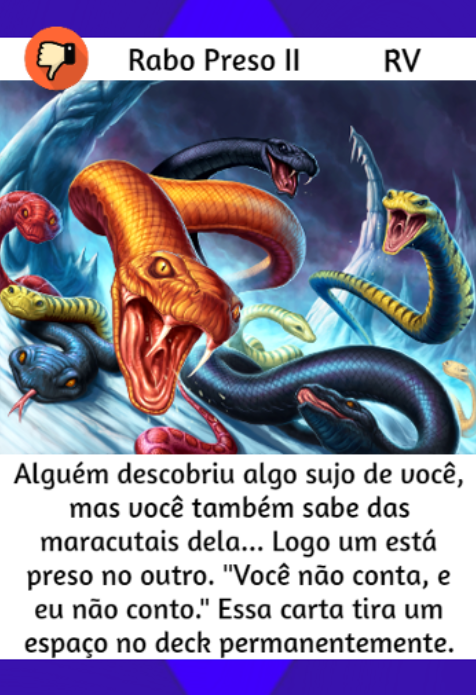 Rabo Preso II RV
Alguém descobriu algo sujo de você,
mas você também sabe das
maracutais dela... Logo um está
preso no outro. "Você não conta, e
eu não conto." Essa carta tira um
espaço no deck permanentemente.